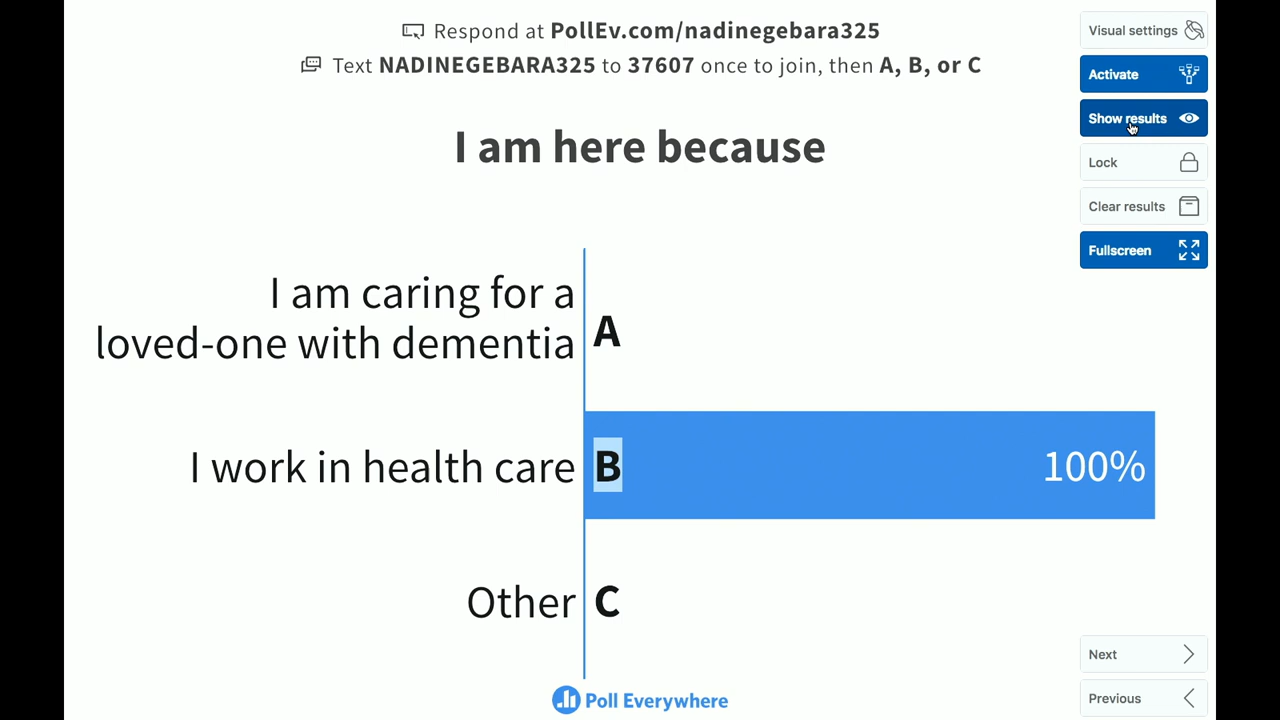 Respond at PollEv.com/nadinegebara325
Text NADINEGEBARA325 to 37607 once to join, then A, B, or C
I am here because
I am caring for a
loved-one with dementia
A
I work in health care
B
100%
Other
C
Poll Everywhere
Visual settings
Activate
Show results
Lock
Clear results
Fullscreen
Next
Previous